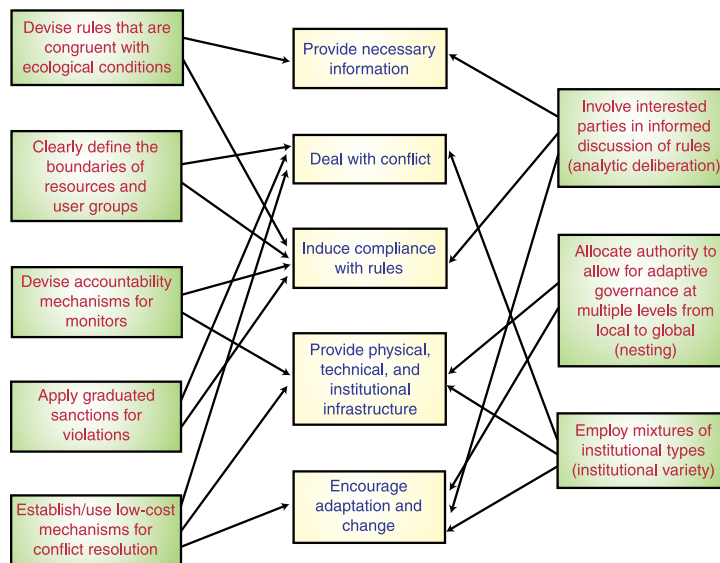 Devise rules that are
congruent with
ecological conditions
Clearly define the
boundaries of
resources and
user groups
Devise accountability
mechanisms for
monitors
Apply graduated
sanctions for
violations
Establish/use low-cost
mechanisms for
conflict resolution
Provide necessary
information
Deal with conflict
Induce compliance
with rules
Provide physical,
technical, and
institutional
infrastructure
Encourage
adaptation and
change
Involve interested
parties in informed
discussion of rules
(analytic deliberation)
Allocate authority to
allow for adaptive
governance at
multiple levels from
local to global
(nesting)
Employ mixtures of
institutional types
(institutional variety)